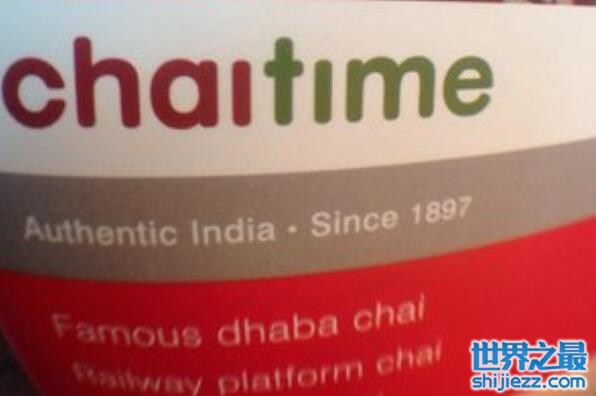 chaitime
Authentic India · Since 1897
Famous dhaba chai
Railway platform chai
世界之最
shijiezz.com